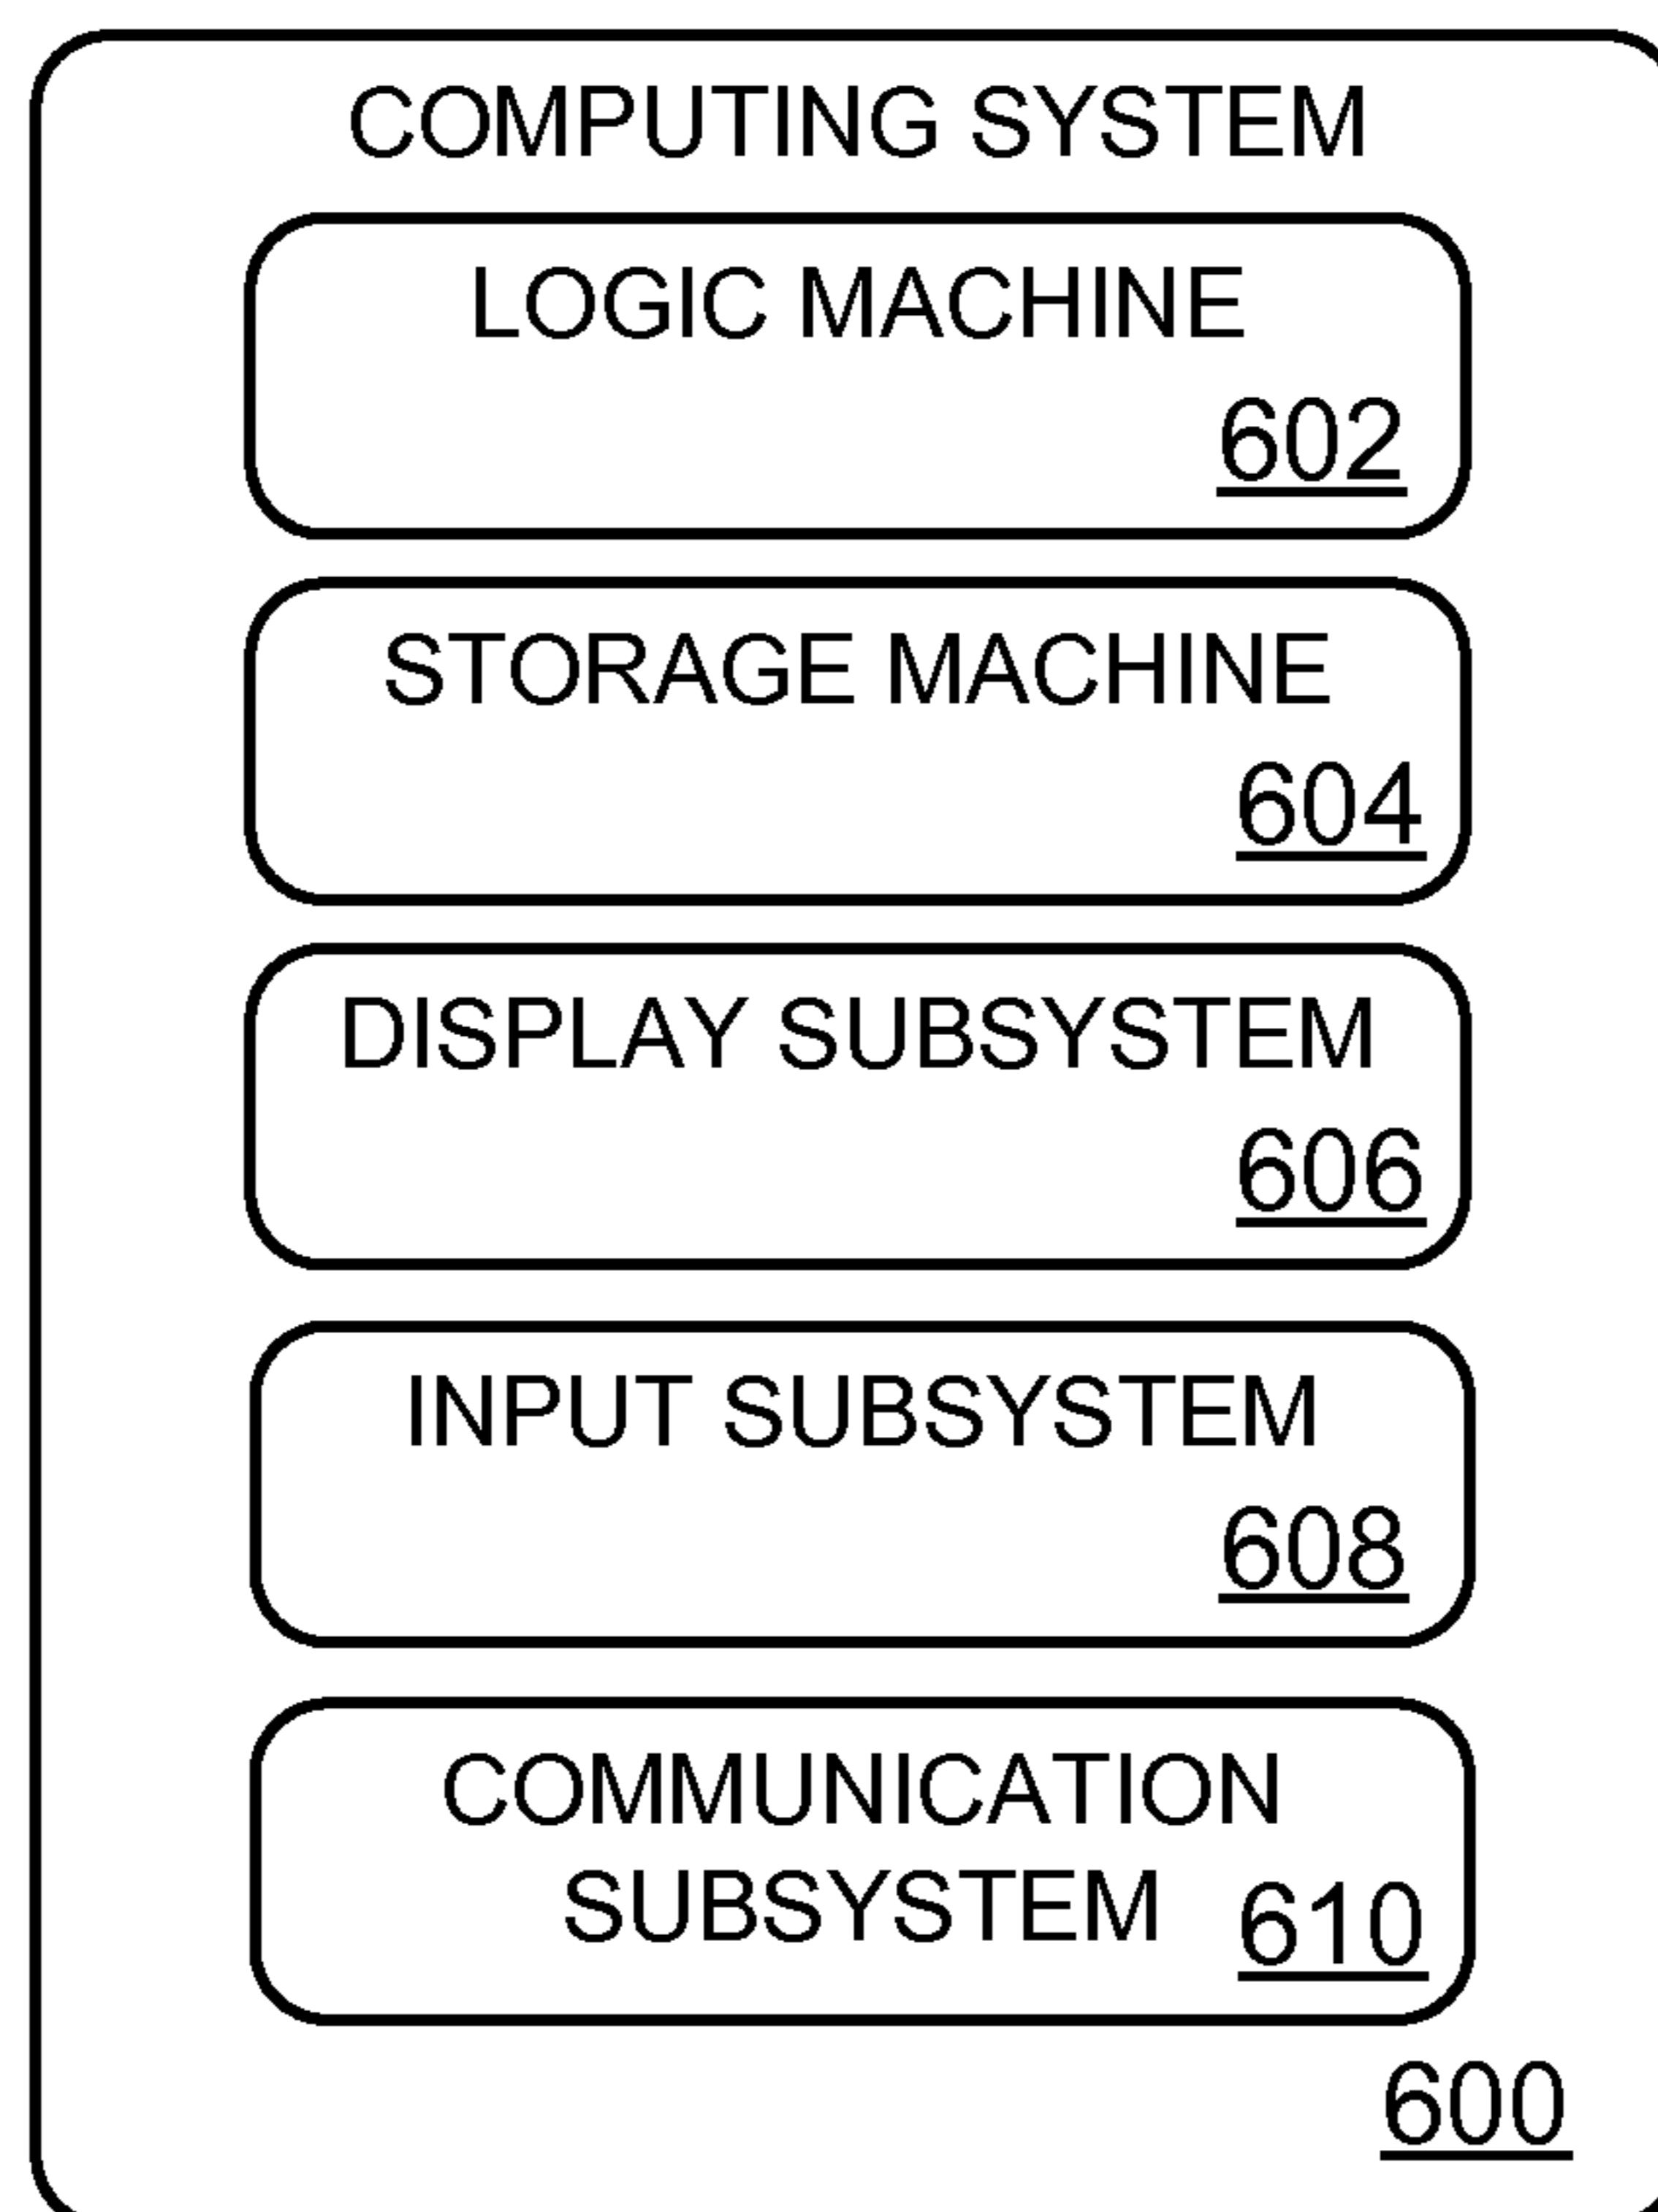 COMPUTING SYSTEM
LOGIC MACHINE
602
STORAGE MACHINE
604
DISPLAY SUBSYSTEM
606
INPUT SUBSYSTEM
608
COMMUNICATION
SUBSYSTEM 610
600